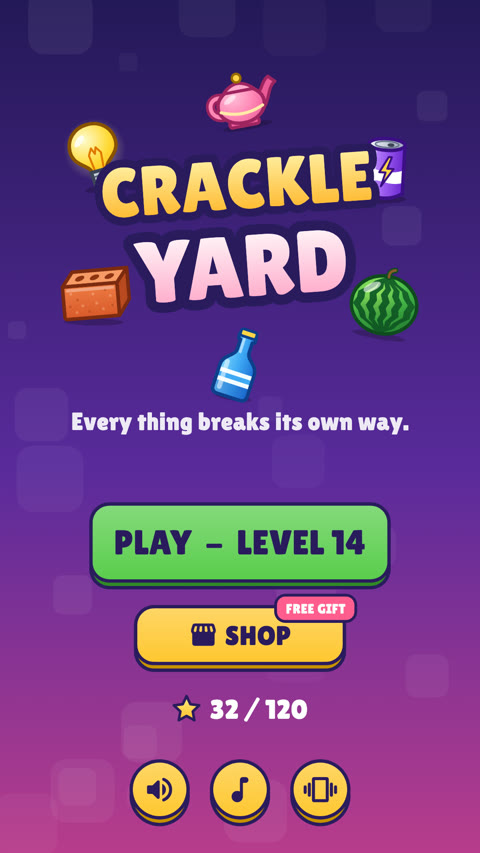 CRACKLE
YARD
Every thing breaks its own way.
PLAY – LEVEL 14
FREE GIFT
SHOP
32 / 120